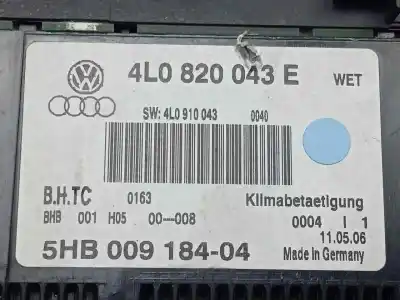 4L0 820 043 E WET
SW: 4L0 910 043 0040
B.H.TC 0163 Klimabetaetigung
BHB 001 H05 00-008 0004 I 1
11.05.06
5HB 009 184-04 Made in Germany